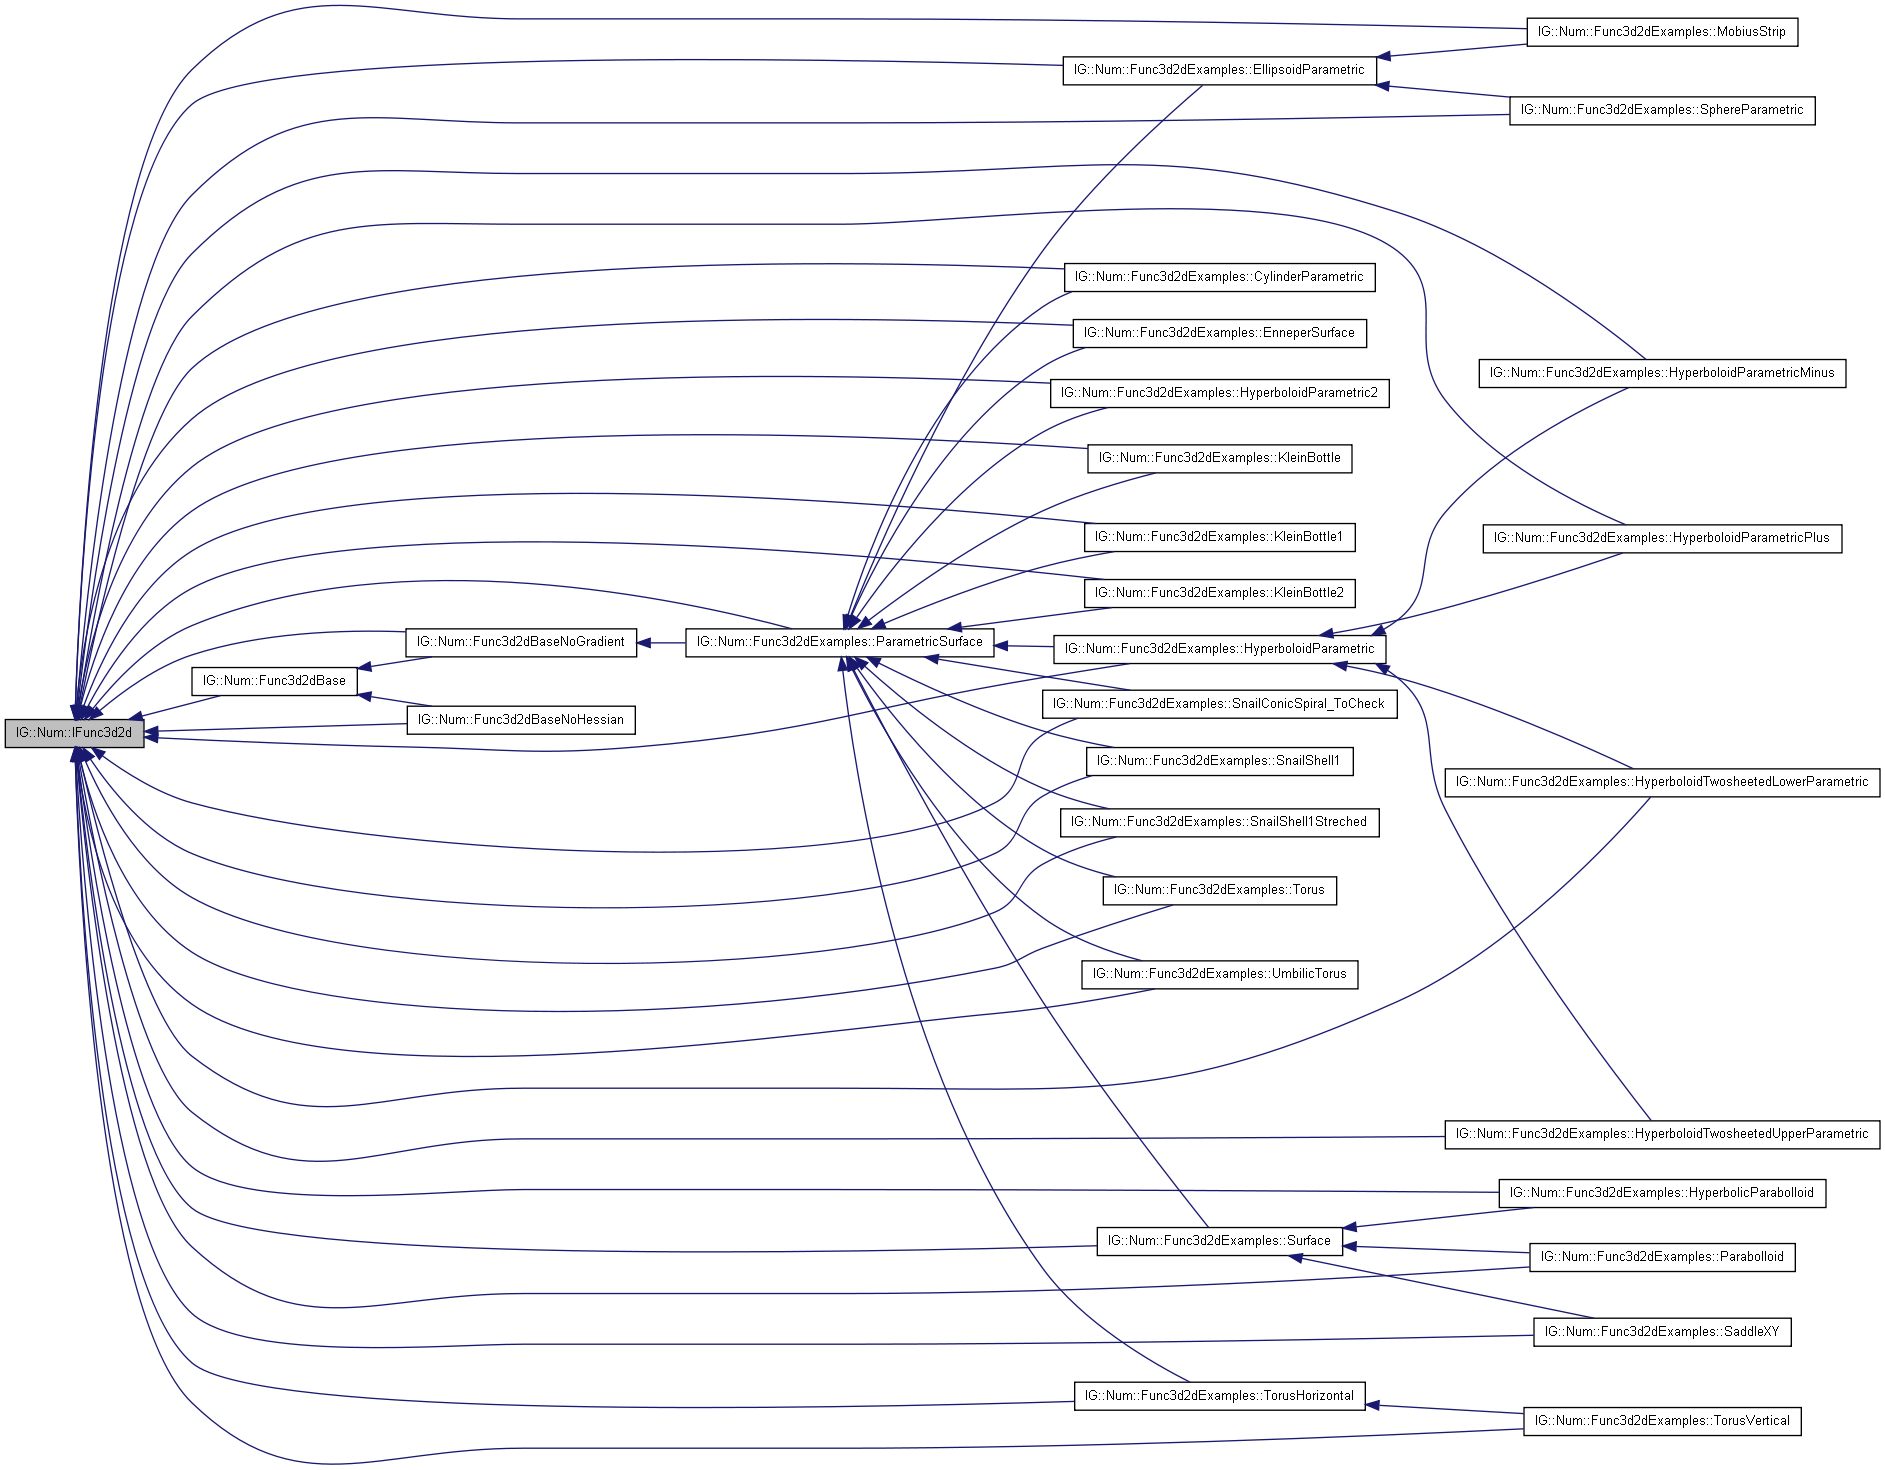 IG::Num::Func3d2dExamples::MobiusStrip
IG::Num::Func3d2dExamples::EllipsoidParametric
IG::Num::Func3d2dExamples::SphereParametric
IG::Num::Func3d2dExamples::CylinderParametric
IG::Num::Func3d2dExamples::EnneperSurface
IG::Num::Func3d2dExamples::HyperboloidParametricMinus
IG::Num::Func3d2dExamples::HyperboloidParametric2
IG::Num::Func3d2dExamples::KleinBottle
IG::Num::Func3d2dExamples::KleinBottle1
IG::Num::Func3d2dExamples::HyperboloidParametricPlus
IG::Num::Func3d2dExamples::KleinBottle2
IG::Num::Func3d2dBaseNoGradient
IG::Num::Func3d2dExamples::ParametricSurface
IG::Num::Func3d2dExamples::HyperboloidParametric
IG::Num::Func3d2dBase
IG::Num::Func3d2dExamples::SnailConicSpiral_ToCheck
IG::Num::Func3d2dBaseNoHessian
IG::Num::IFunc3d2d
IG::Num::Func3d2dExamples::SnailShell1
IG::Num::Func3d2dExamples::HyperboloidTwosheetedLowerParametric
IG::Num::Func3d2dExamples::SnailShell1Streched
IG::Num::Func3d2dExamples::Torus
IG::Num::Func3d2dExamples::UmbilicTorus
IG::Num::Func3d2dExamples::HyperboloidTwosheetedUpperParametric
IG::Num::Func3d2dExamples::HyperbolicParabolloid
IG::Num::Func3d2dExamples::Surface
IG::Num::Func3d2dExamples::Parabolloid
IG::Num::Func3d2dExamples::SaddleXY
IG::Num::Func3d2dExamples::TorusHorizontal
IG::Num::Func3d2dExamples::TorusVertical